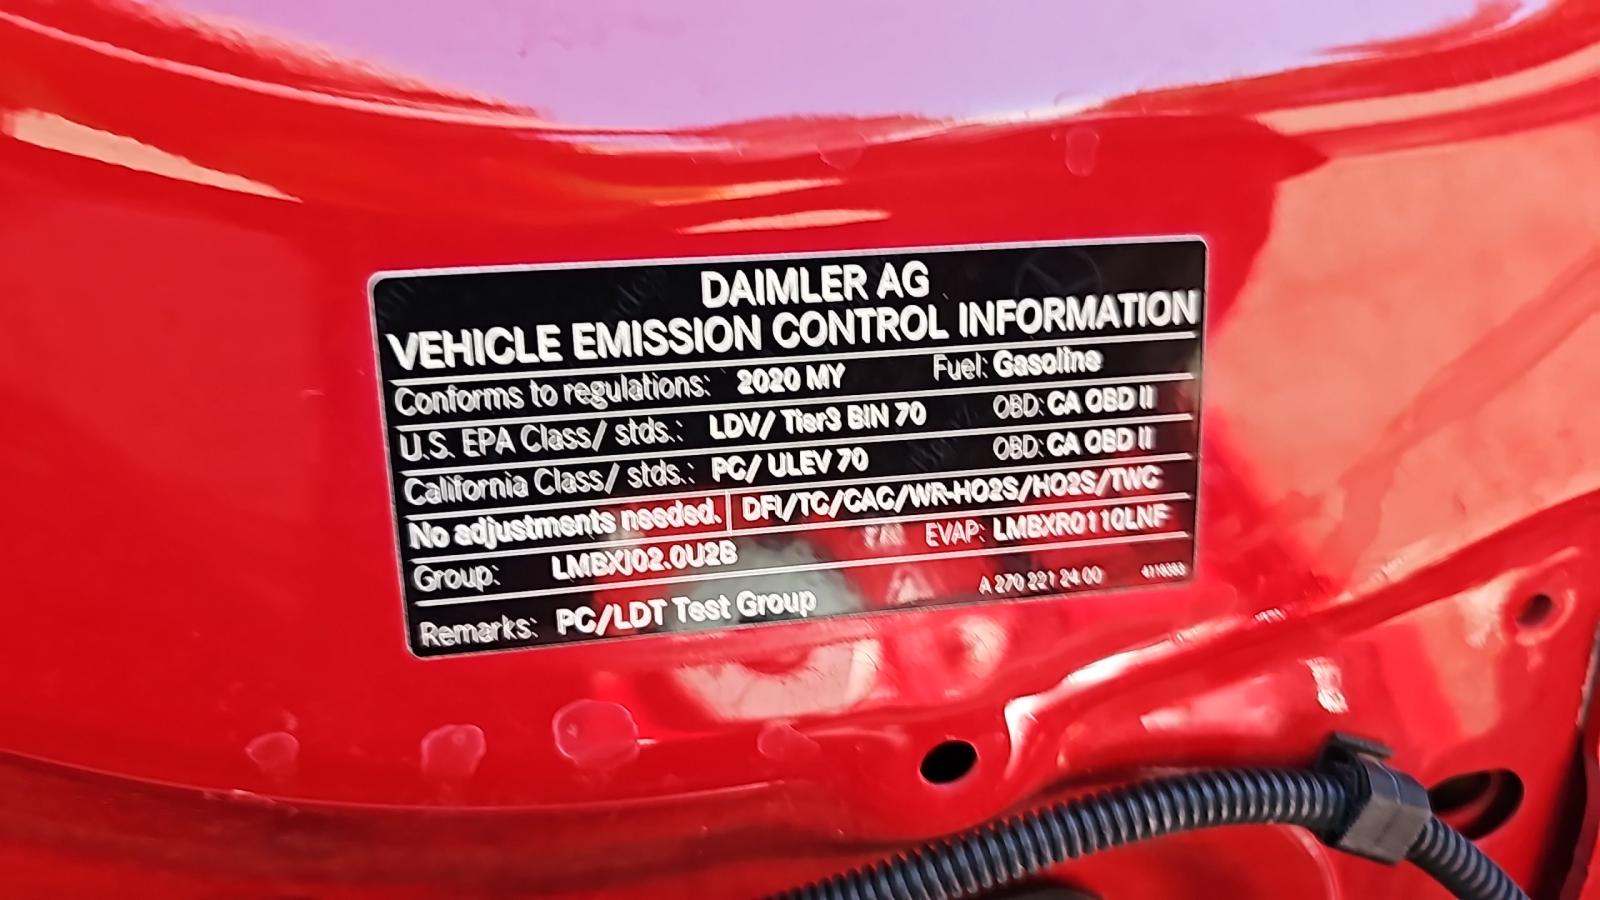 DAIMLER AG
VEHICLE EMISSION CONTROL INFORMATION
Conforms to regulations: 2020 MY Fuel: Gasoline
U.S. EPA Class/ stds.: LDV/ Tier3 BIN 70 OBD: CA OBD II
California Class/ stds.: PC/ ULEV 70 OBD: CA OBD II
No adjustments needed. DFI/TC/CAC/WR-HO2S/HO2S/TWC
Group: LMBXJ02.0U2B EVAP: LMBXR0110LNF
Remarks: PC/LDT Test Group A 270 221 24 00